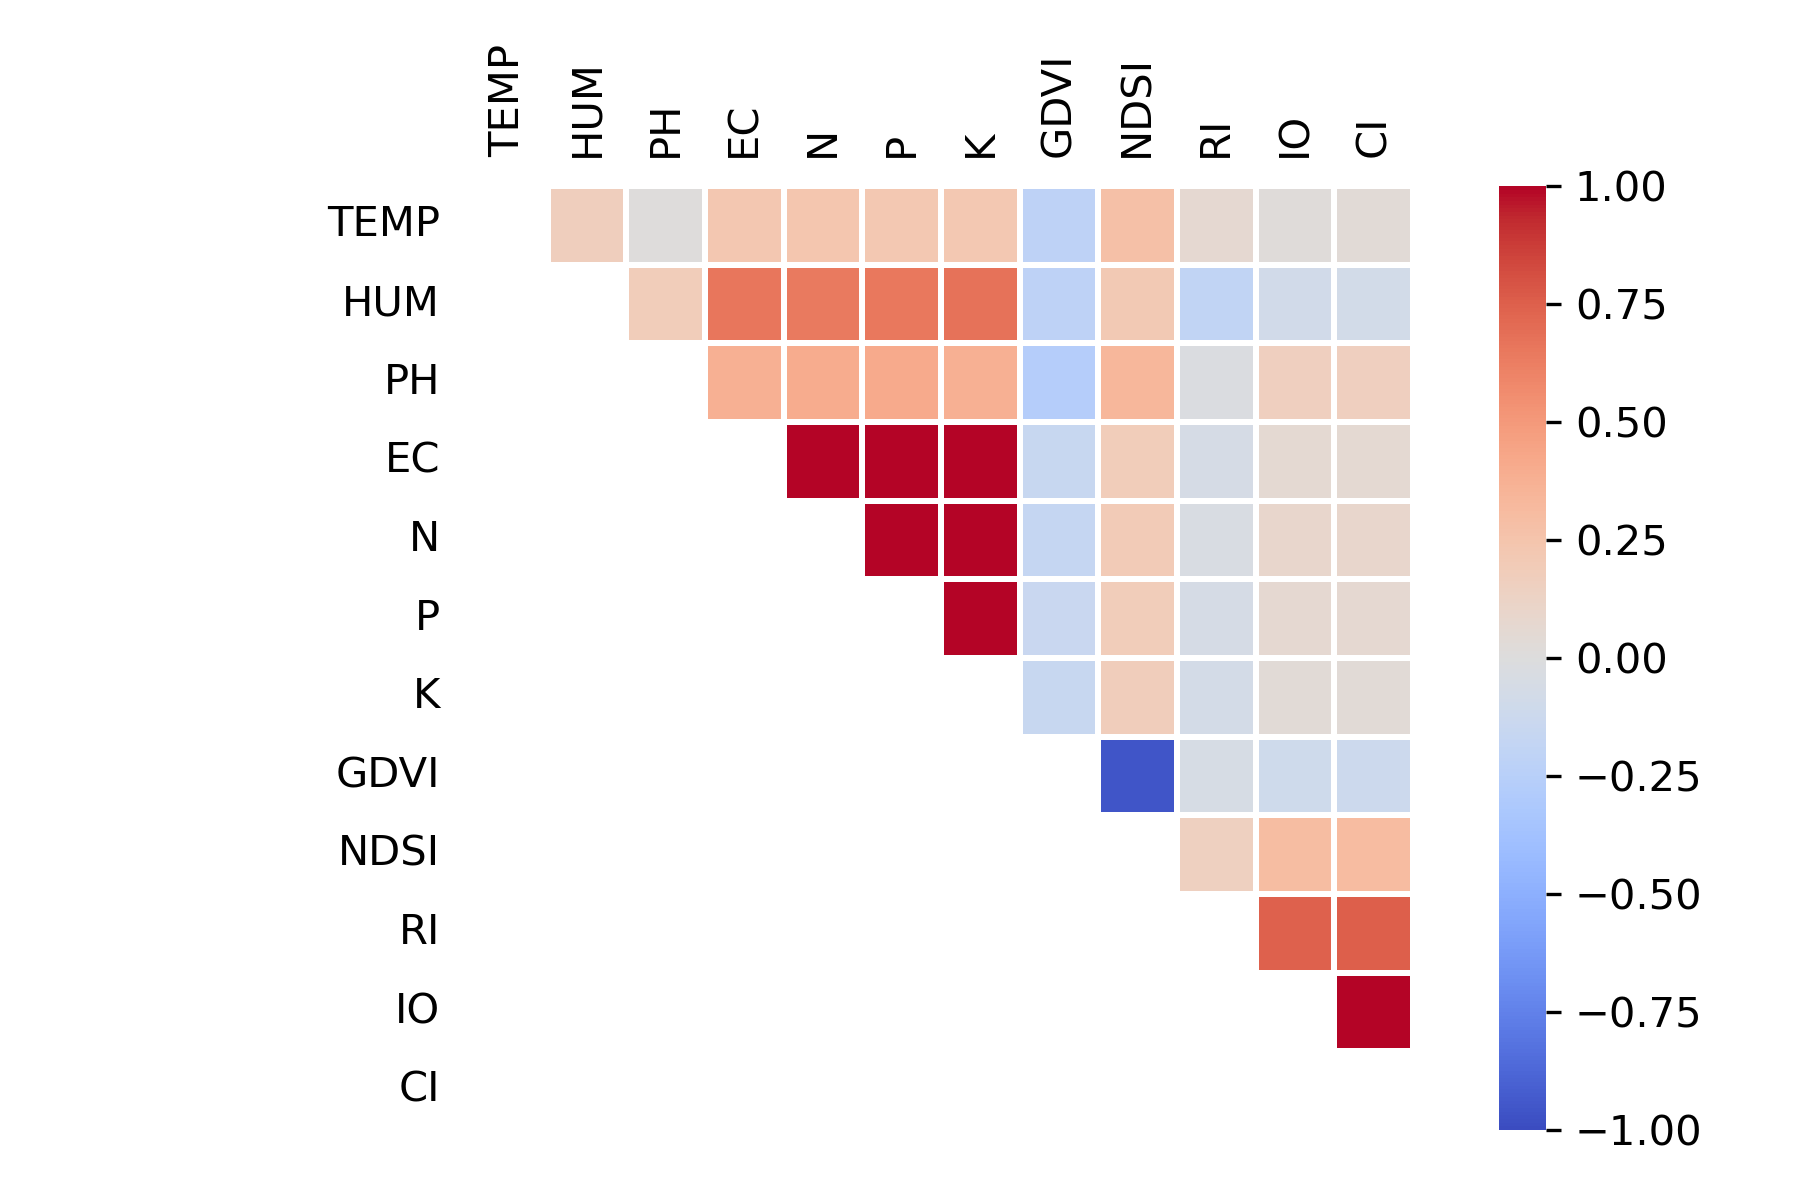 TEMP HUM PH EC N P K GDVI NDSI RI IO CI
TEMP
HUM
PH
EC
N
P
K
GDVI
NDSI
RI
IO
CI
1.00
0.75
0.50
0.25
0.00
−0.25
−0.50
−0.75
−1.00